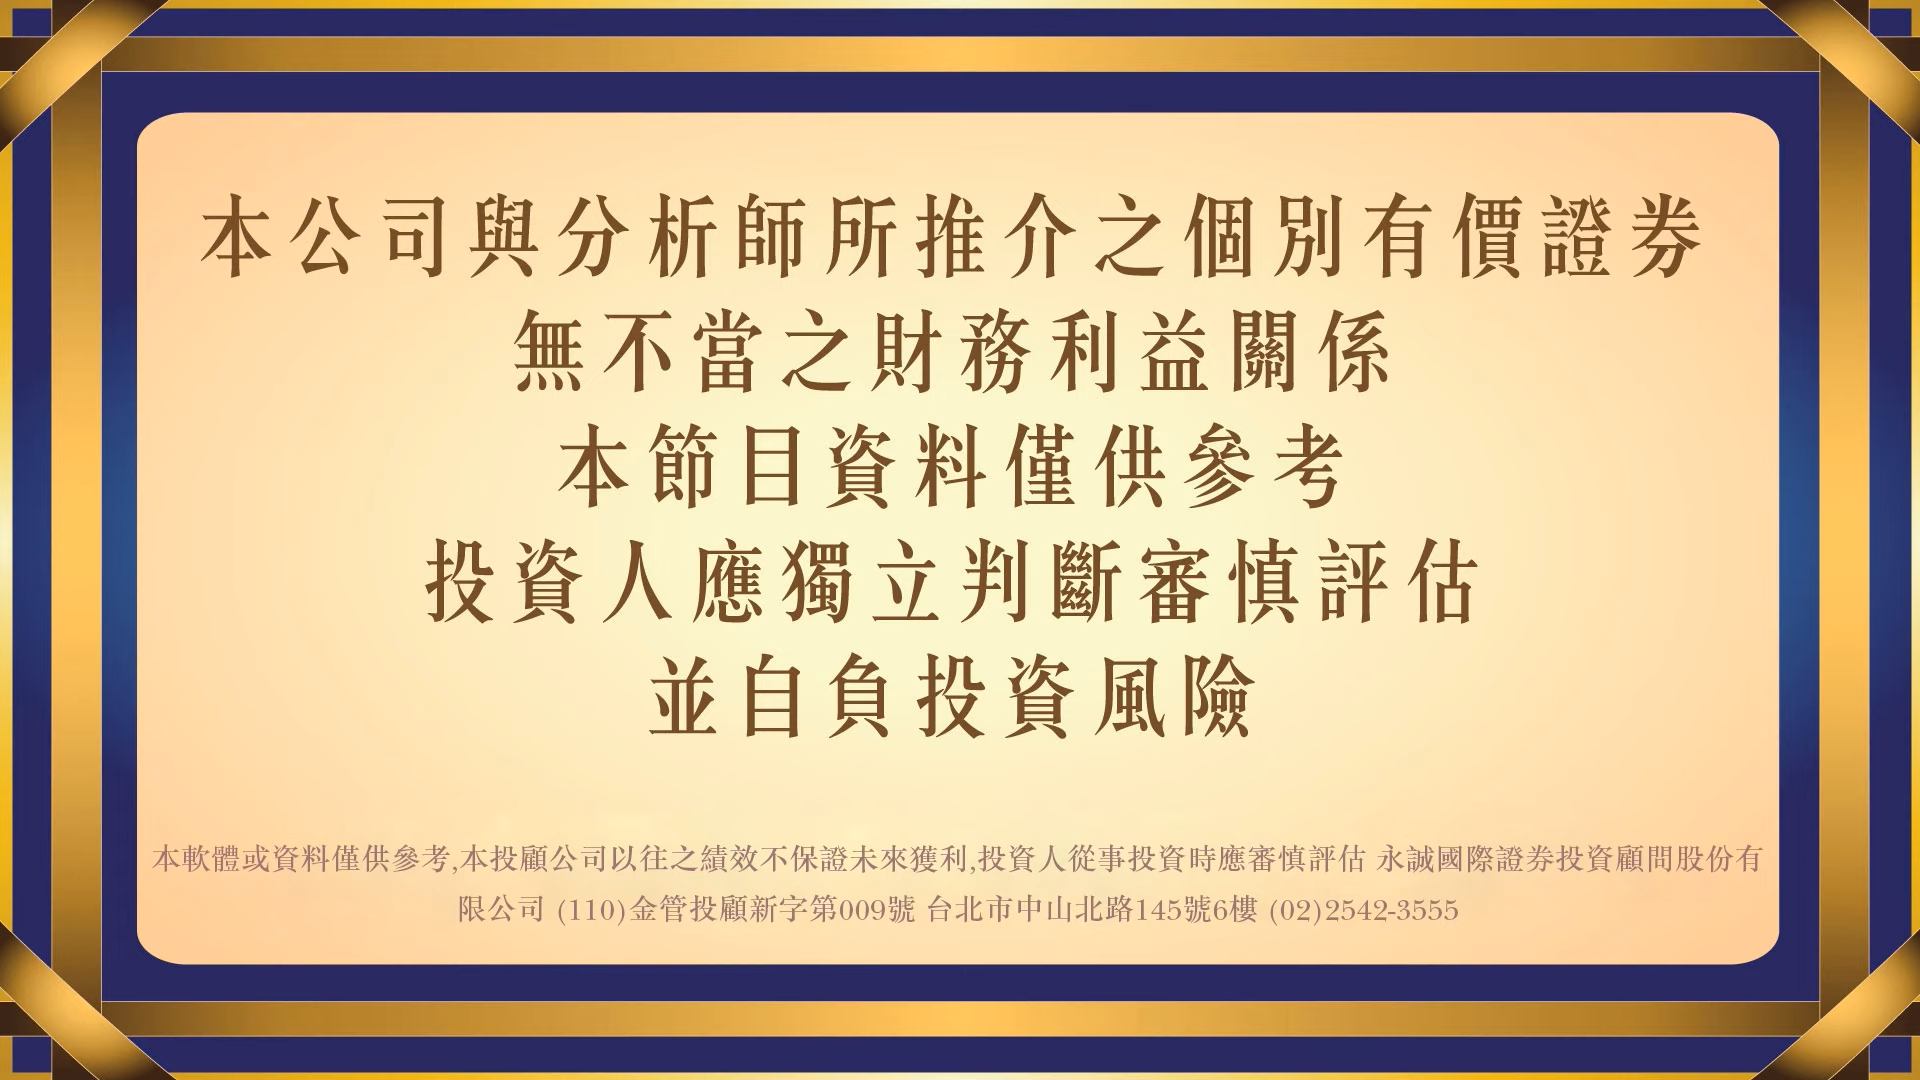 本公司與分析師所推介之個別有價證券
無不當之財務利益關係
本節目資料僅供參考
投資人應獨立判斷審慎評估
並自負投資風險
本軟體或資料僅供參考,本投顧公司以往之績效不保證未來獲利,投資人從事投資時應審慎評估 永誠國際證券投資顧問股份有
限公司 (110)金管投顧新字第009號 台北市中山北路145號6樓 (02)2542-3555